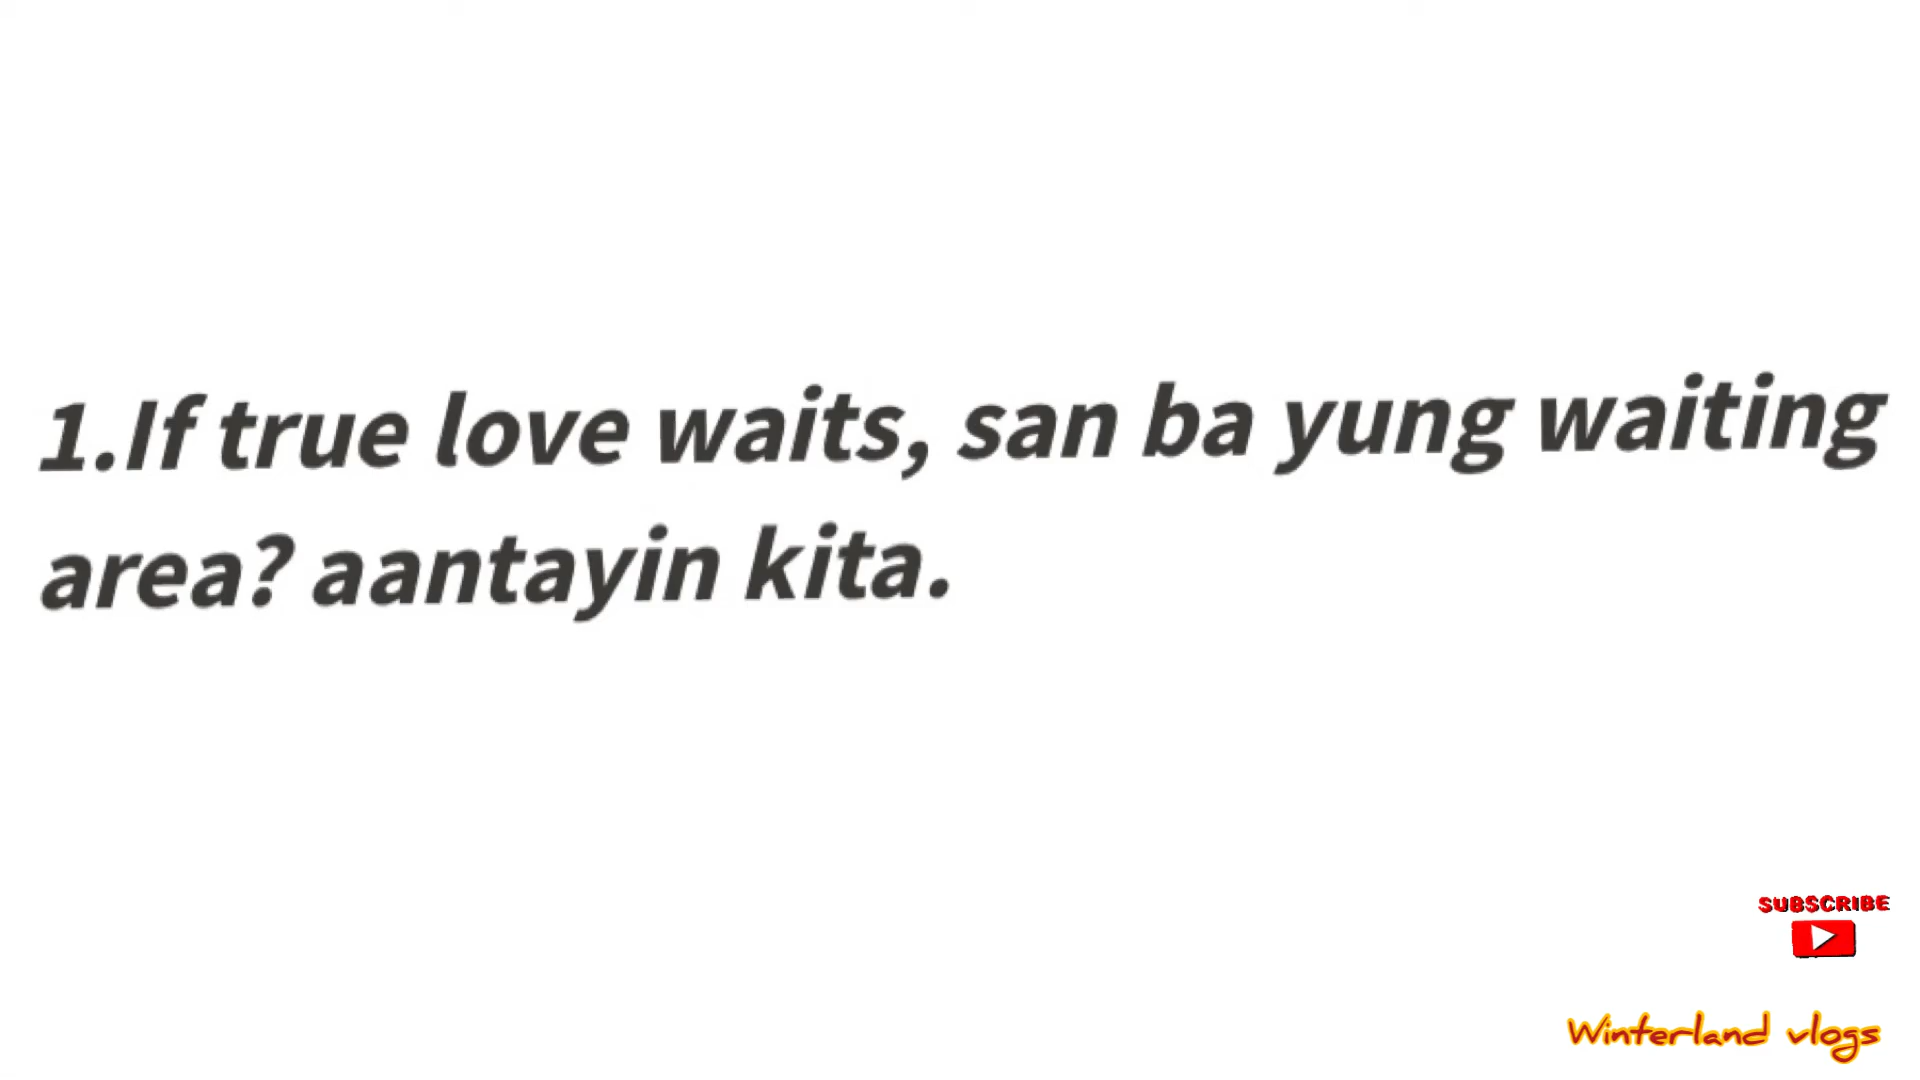 1.If true love waits, san ba yung waiting
area? aantayin kita.
SUBSCRIBE
Winterland vlogs